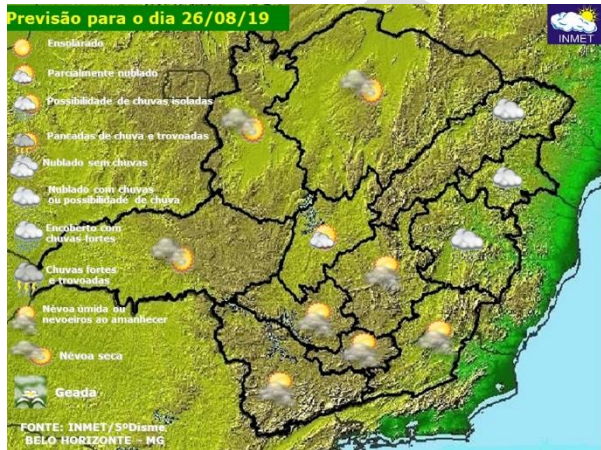 Previsão para o dia 26/08/19
INMET
Ensolarado
Parcialmente nublado
Possibilidade de chuvas isoladas
Pancadas de chuva e trovoadas
Nublado sem chuvas
Nublado com chuvas
ou possibilidade de chuva
Encoberto com
chuvas fortes
Chuvas fortes
e trovoadas
Névoa úmida ou
nevoeiros ao amanhecer
Névoa seca
Geada
FONTE: INMET/5ºDisme
BELO HORIZONTE - MG